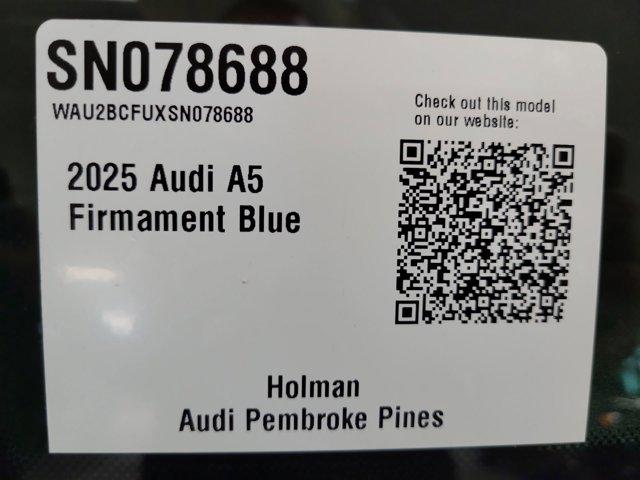 SN078688
WAU2BCFUXSN078688
Check out this model
on our website:
2025 Audi A5
Firmament Blue
Holman
Audi Pembroke Pines